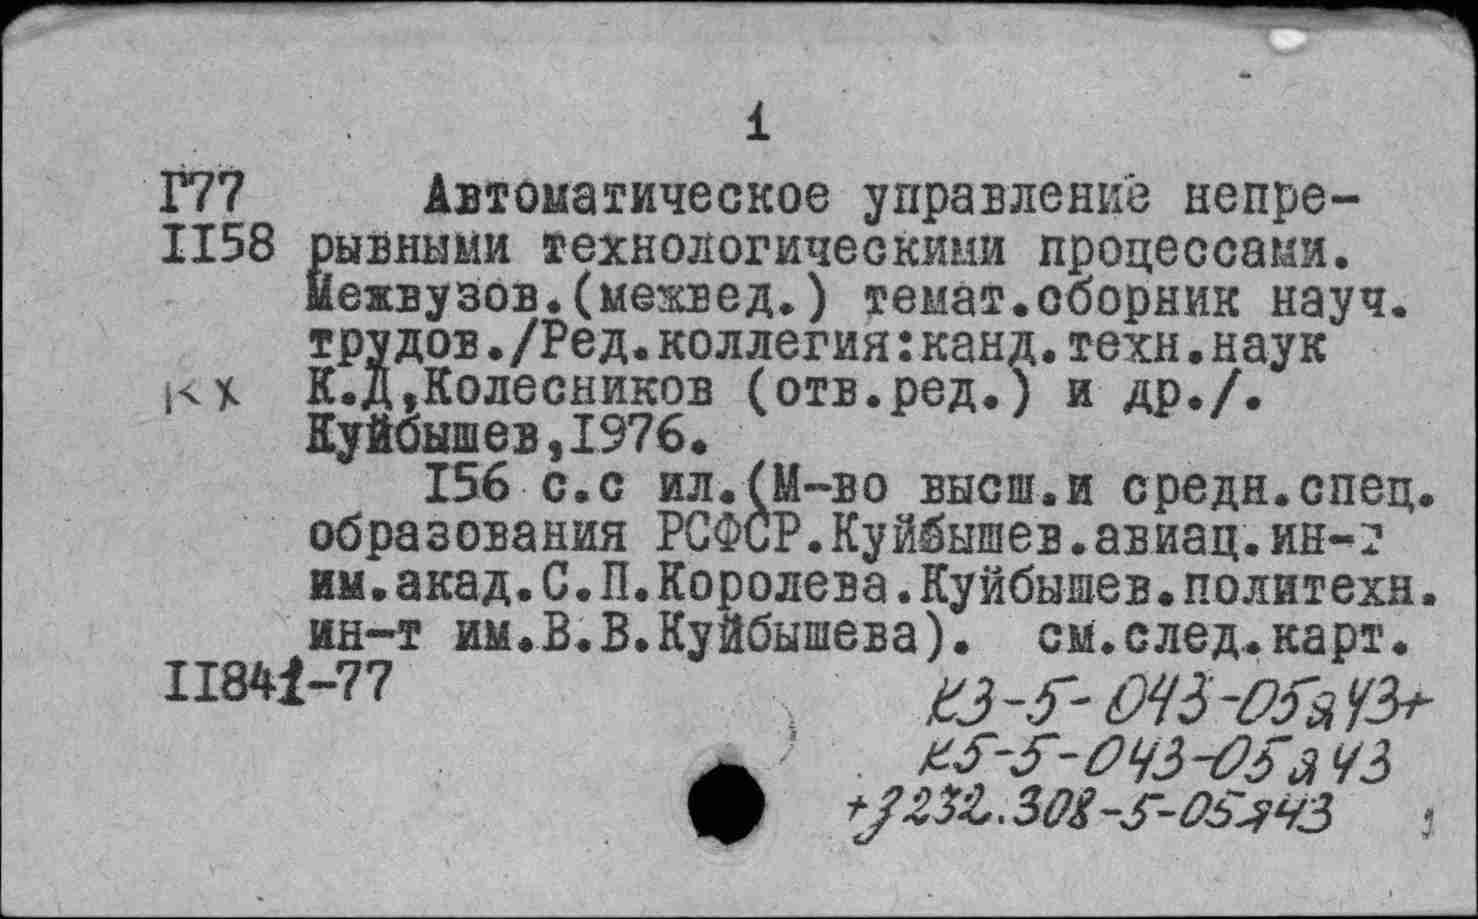 1
Г77 Автоматическое управление непре-
II58 рывными технологическими процессами.
Межвузов.(межвед.) темат.сборник науч.
трудов./Ред.коллегия:канд.техн.наук
кх К.Д,Колесников (отв.ред.) и др./.
Куйбышев,1976.
156 с.с ил.(М-во высш.и средн.спец.
образования РСФСР.Куйбышев.авиац.ин-т
им.акад.С.П.Королева.Куйбышев.политехн.
ин-т им.В.В.Куйбышева). см.след.карт.
II841-77
к3-5-043-05я43+
к5-5-043-05я43
+з232.308-5-05я43